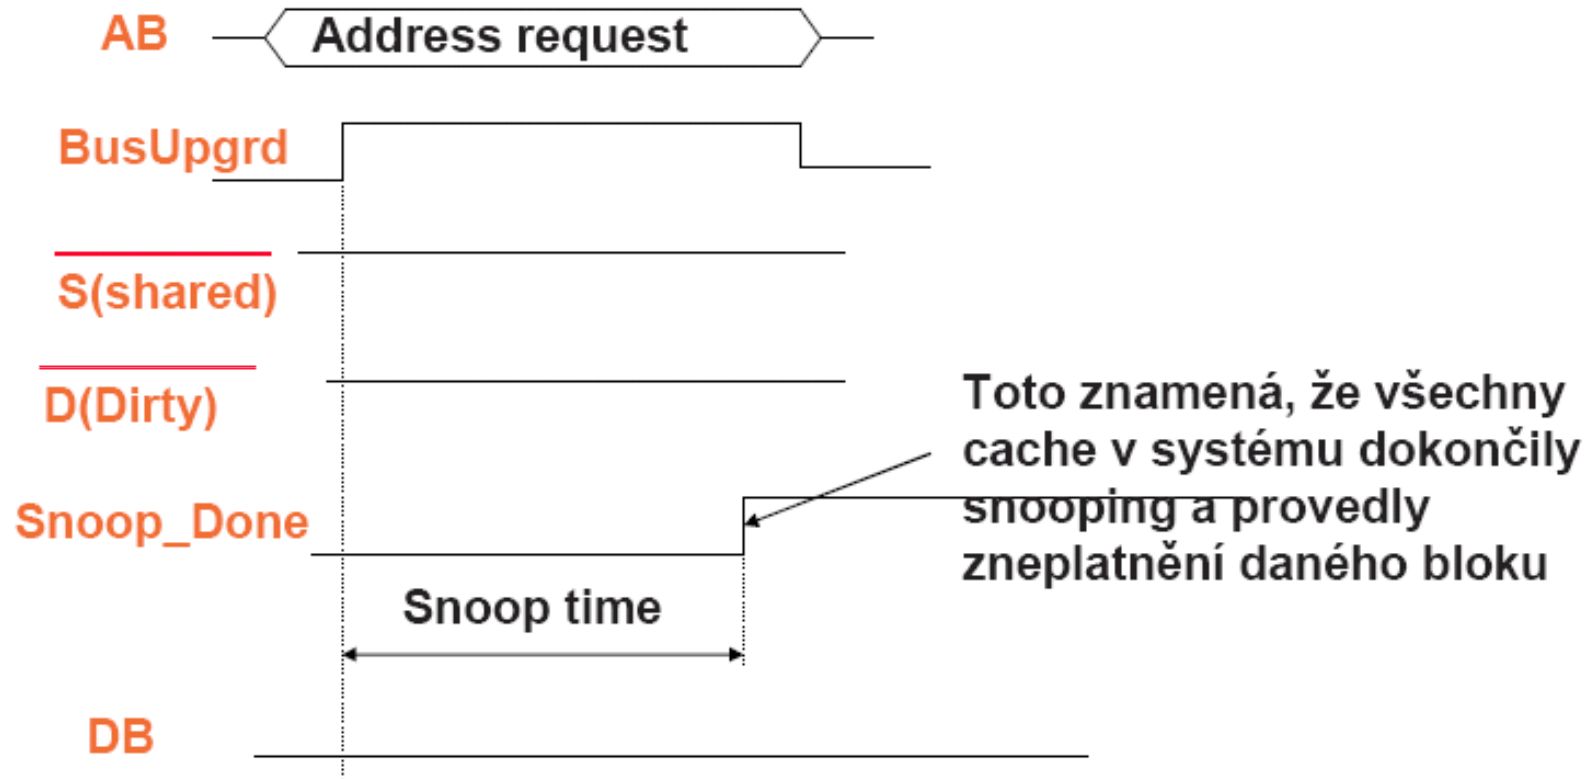 AB
Address request
BusUpgrd
S(shared)
D(Dirty)
Toto znamená, že všechny
cache v systému dokončily
snooping a provedly
zneplatnění daného bloku
Snoop_Done
Snoop time
DB